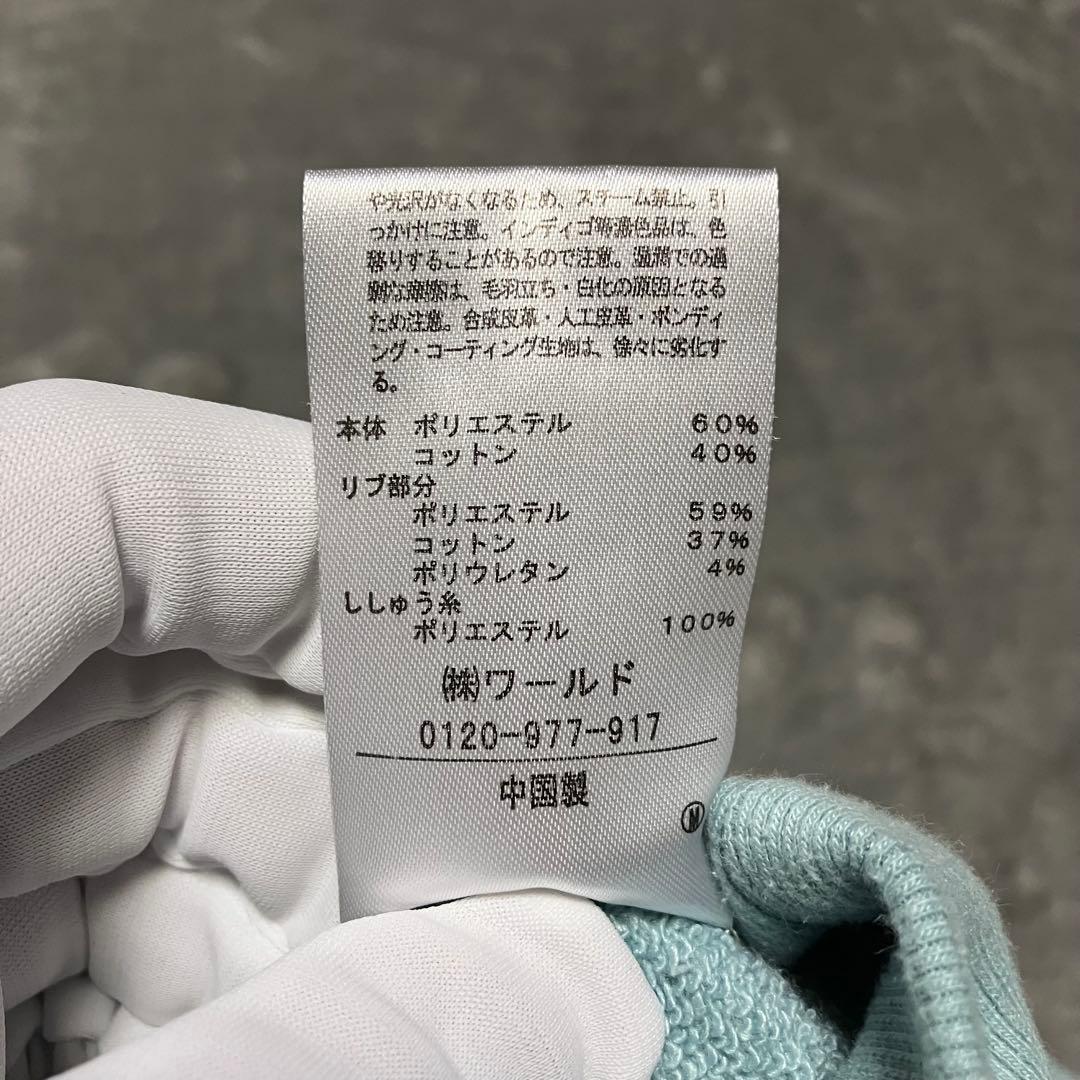 や光沢がなくなるため、スチーム禁止。引
っかけに注意。インディゴ等濃色品は、色
移りすることがあるので注意。湿潤での過
剰な摩擦は、毛羽立ち・白化の原因となる
ため注意。合成皮革・人工皮革・ボンディ
ング・コーティング生地は、徐々に劣化す
る。
本体 ポリエステル 60%
コットン 40%
リブ部分
ポリエステル 59%
コットン 37%
ポリウレタン 4%
ししゅう糸
ポリエステル 100%
(株)ワールド
0120-977-917
中国製
Ⓜ